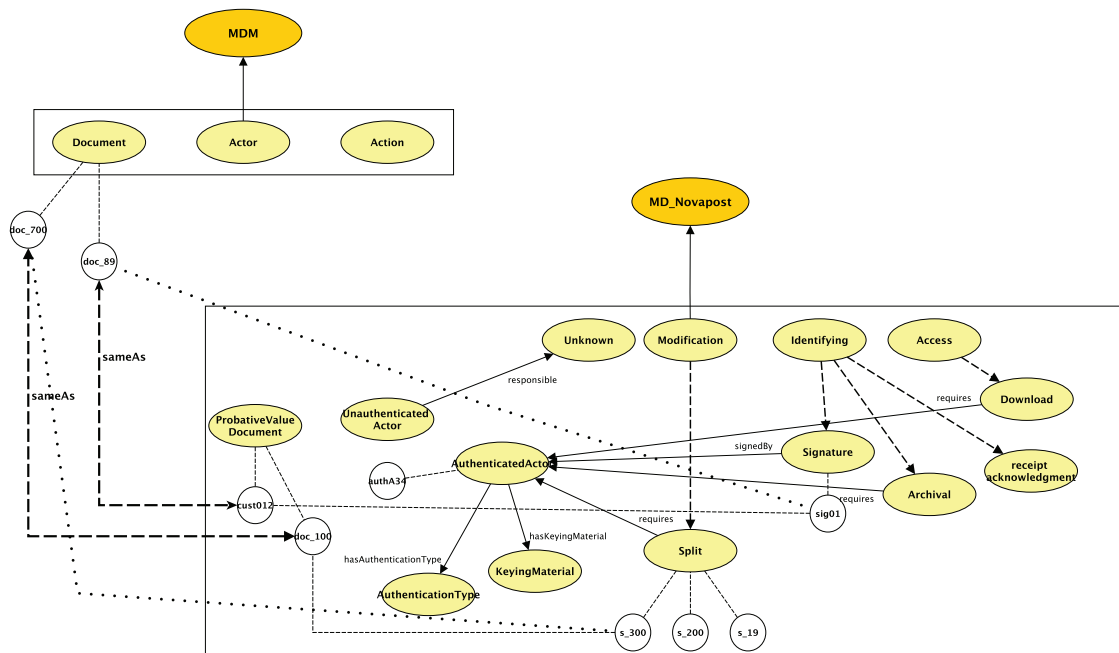 MDM
Document
Actor
Action
MD_Novapost
doc_700
doc_89
Unknown
Modification
Identifying
Access
sameAs
responsible
sameAs
requires
Download
ProbativeValue
Document
Unauthenticated
Actor
signedBy
Signature
AuthenticatedActor
receipt
acknowledgment
authA34
Archival
requires
cust012
sig01
requires
doc_100
hasKeyingMaterial
Split
hasAuthenticationType
KeyingMaterial
AuthenticationType
s_300
s_200
s_19